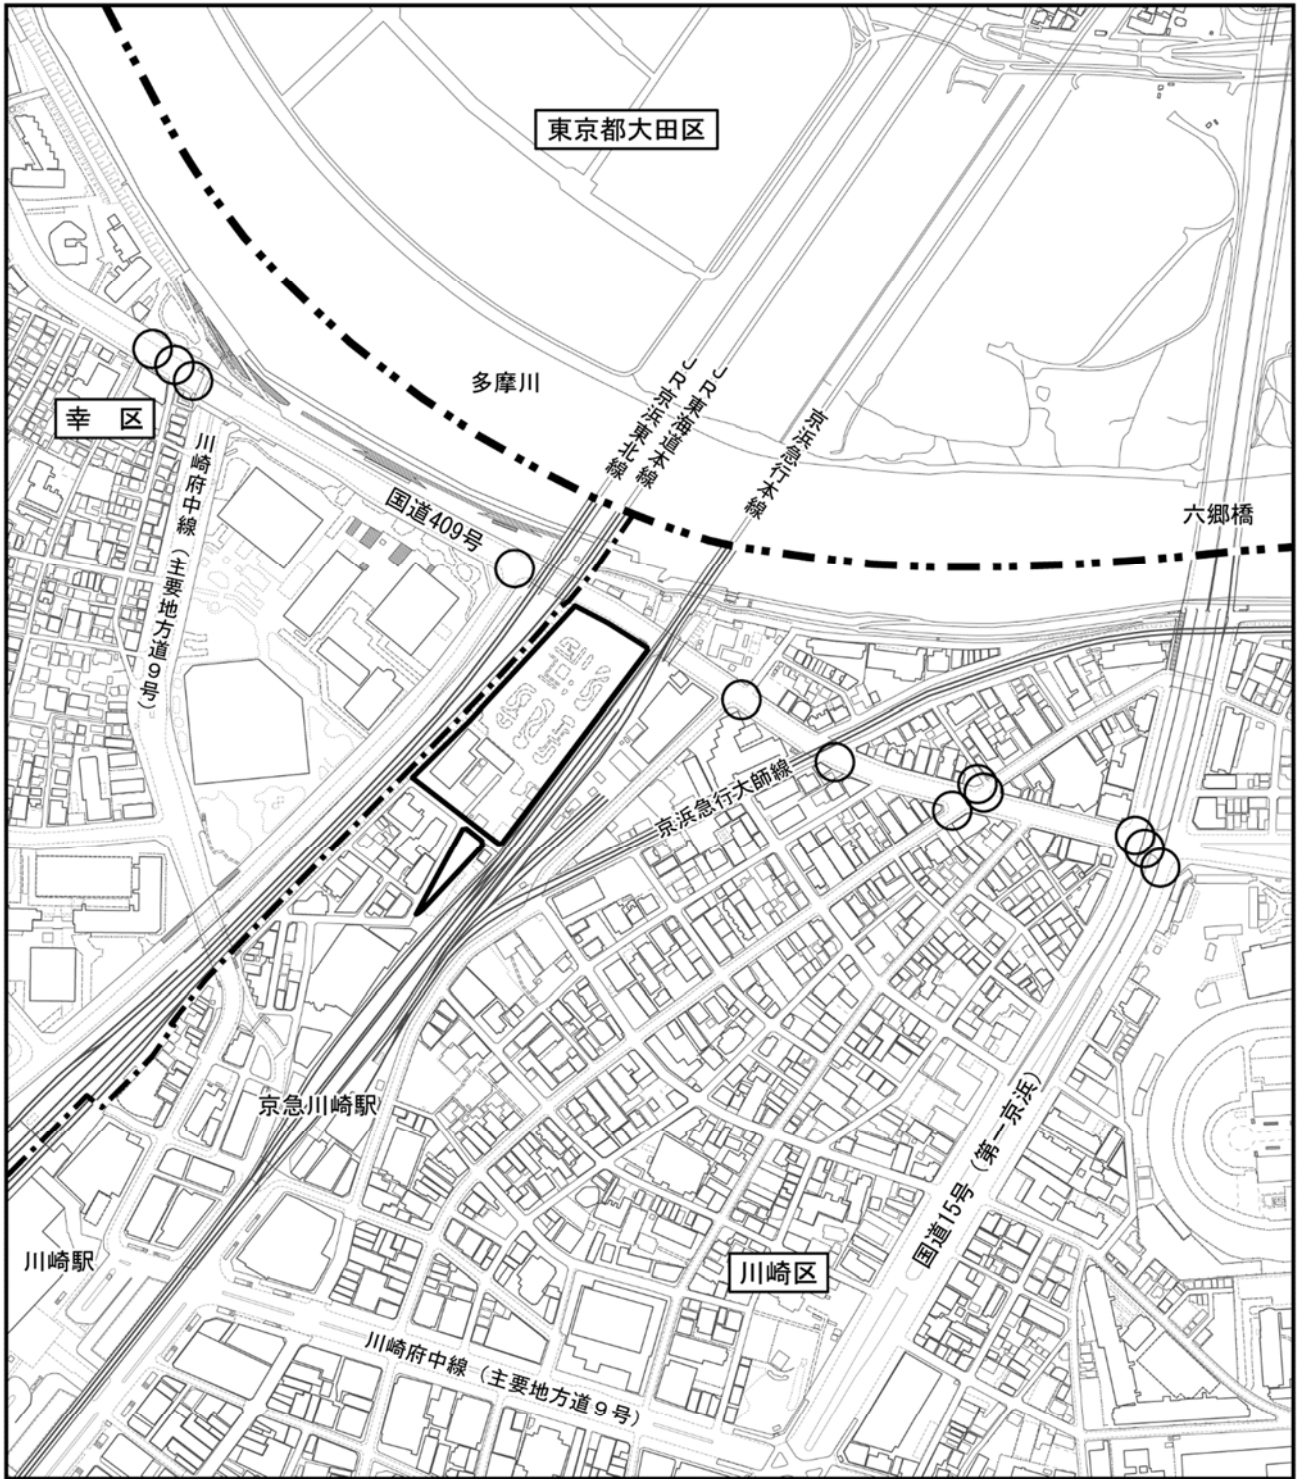 東京都大田区
多摩川
JR東海道本線
JR京浜東北線
京浜急行本線
幸 区
川崎府中線（主要地方道９号）
国道409号
六郷橋
京浜急行大師線
京急川崎駅
国道15号（第一京浜）
川崎駅
川崎区
川崎府中線（主要地方道９号）